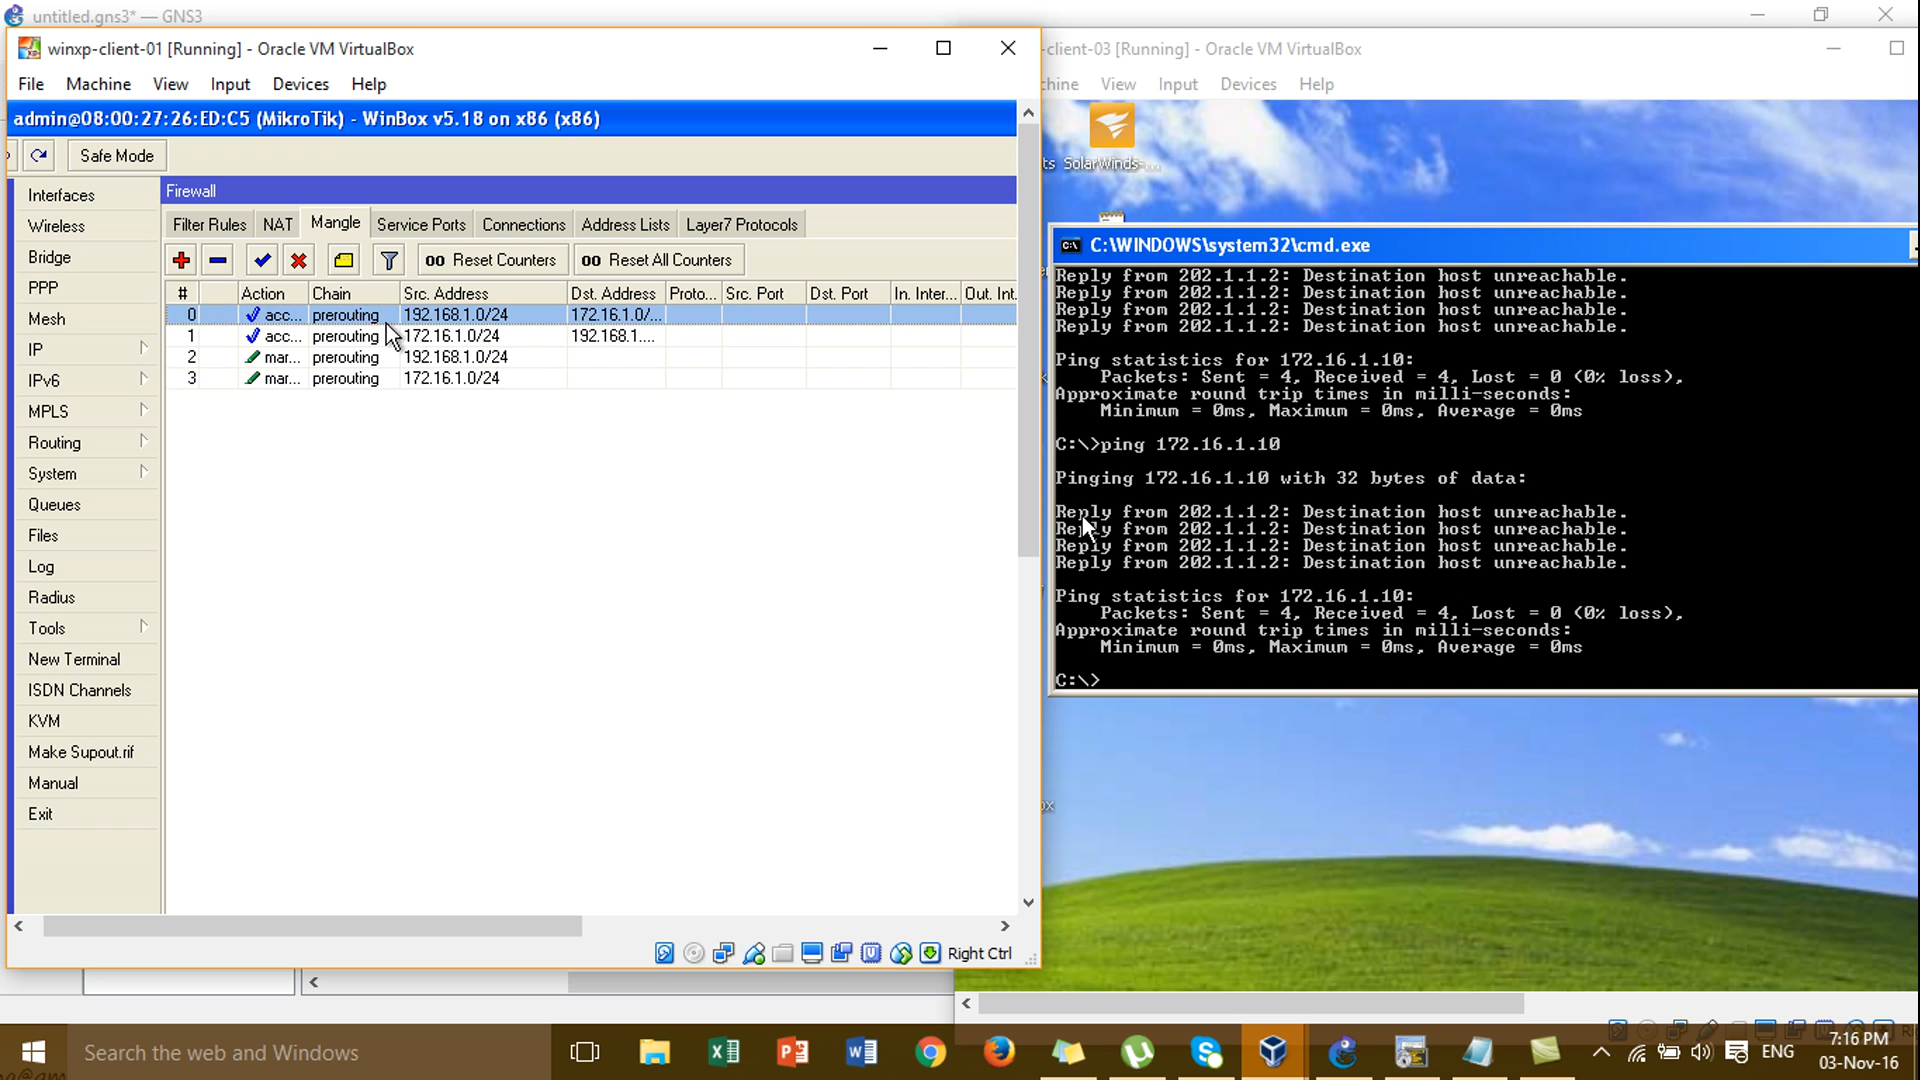 untitled.gns3* — GNS3
winxp-client-01 [Running] - Oracle VM VirtualBox
File Machine View Input Devices Help
admin@08:00:27:26:ED:C5 (MikroTik) - WinBox v5.18 on x86 (x86)
Safe Mode
Interfaces
Wireless
Bridge
PPP
Mesh
IP
IPv6
MPLS
Routing
System
Queues
Files
Log
Radius
Tools
New Terminal
ISDN Channels
KVM
Make Supout.rif
Manual
Exit
Firewall
Filter Rules NAT Mangle Service Ports Connections Address Lists Layer7 Protocols
00 Reset Counters 00 Reset All Counters
# Action Chain Src. Address Dst. Address Proto... Src. Port Dst. Port In. Inter... Out. Int.
0 acc... prerouting 192.168.1.0/24 172.16.1.0/...
1 acc... prerouting 172.16.1.0/24 192.168.1....
2 mar... prerouting 192.168.1.0/24
3 mar... prerouting 172.16.1.0/24
Right Ctrl
-client-03 [Running] - Oracle VM VirtualBox
hine View Input Devices Help
ts SolarWinds-...
C:\WINDOWS\system32\cmd.exe
Reply from 202.1.1.2: Destination host unreachable.
Reply from 202.1.1.2: Destination host unreachable.
Reply from 202.1.1.2: Destination host unreachable.
Reply from 202.1.1.2: Destination host unreachable.
Ping statistics for 172.16.1.10:
Packets: Sent = 4, Received = 4, Lost = 0 (0% loss),
Approximate round trip times in milli-seconds:
Minimum = 0ms, Maximum = 0ms, Average = 0ms
C:\>ping 172.16.1.10
Pinging 172.16.1.10 with 32 bytes of data:
Reply from 202.1.1.2: Destination host unreachable.
Reply from 202.1.1.2: Destination host unreachable.
Reply from 202.1.1.2: Destination host unreachable.
Reply from 202.1.1.2: Destination host unreachable.
Ping statistics for 172.16.1.10:
Packets: Sent = 4, Received = 4, Lost = 0 (0% loss),
Approximate round trip times in milli-seconds:
Minimum = 0ms, Maximum = 0ms, Average = 0ms
C:\>
ox
Search the web and Windows
ENG
7:16 PM
03-Nov-16